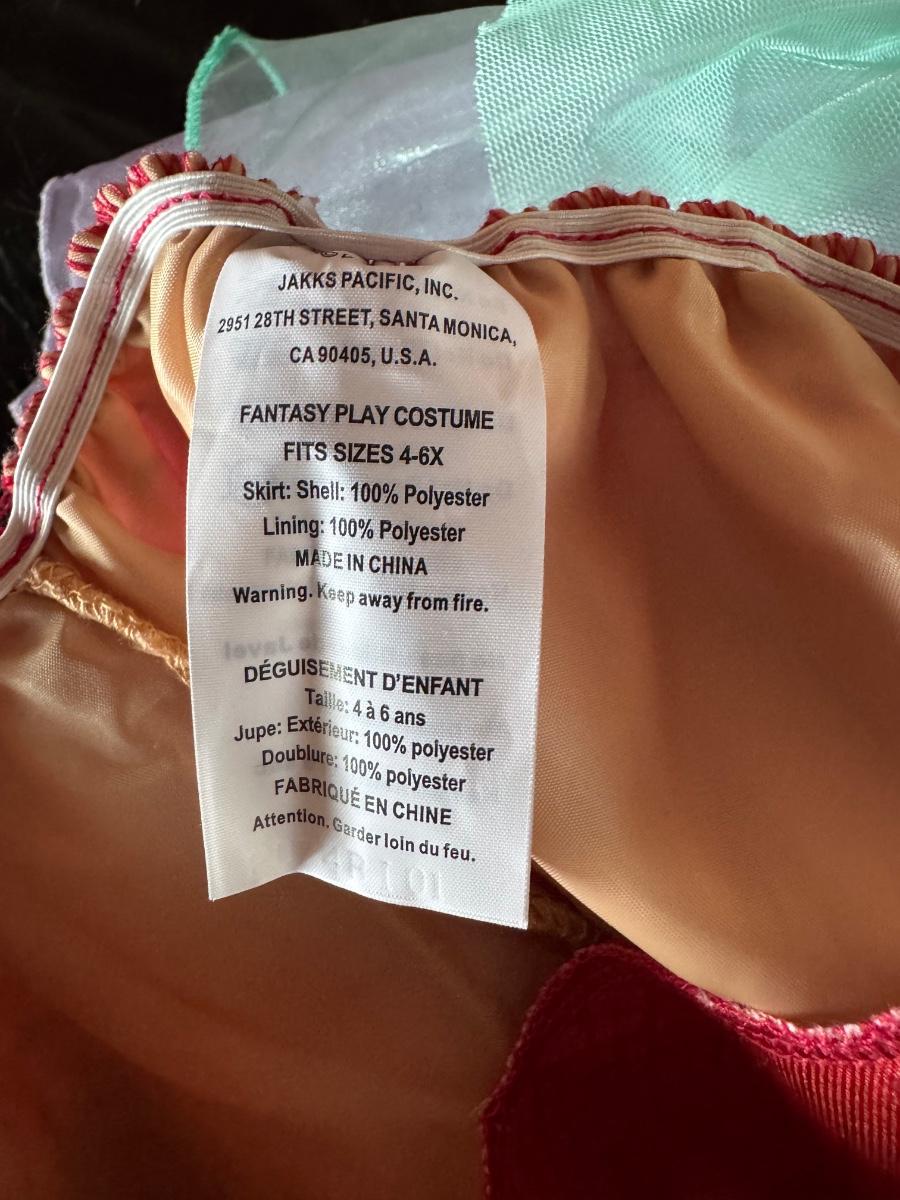 JAKKS PACIFIC, INC.
2951 28TH STREET, SANTA MONICA,
CA 90405, U.S.A.
FANTASY PLAY COSTUME
FITS SIZES 4-6X
Skirt: Shell: 100% Polyester
Lining: 100% Polyester
MADE IN CHINA
Warning. Keep away from fire.
DÉGUISEMENT D'ENFANT
Taille: 4 à 6 ans
Jupe: Extérieur: 100% polyester
Doublure: 100% polyester
FABRIQUÉ EN CHINE
Attention. Garder loin du feu.